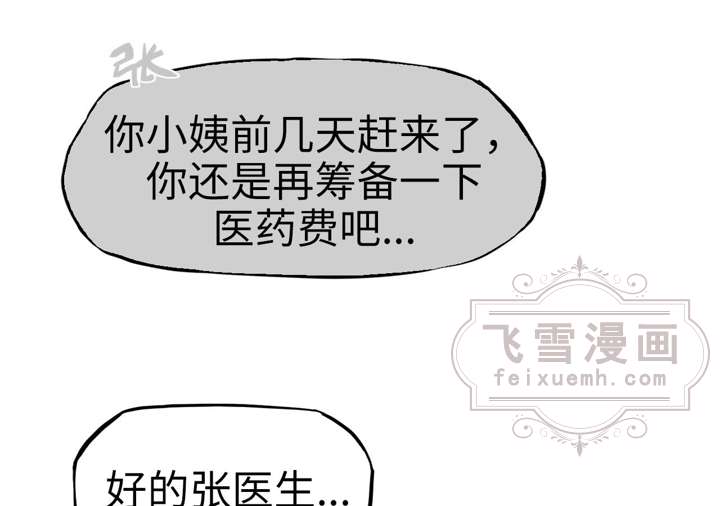 张
你小姨前几天赶来了，
你还是再筹备一下
医药费吧...
飞雪漫画
feixuemh.com
好的张医生...